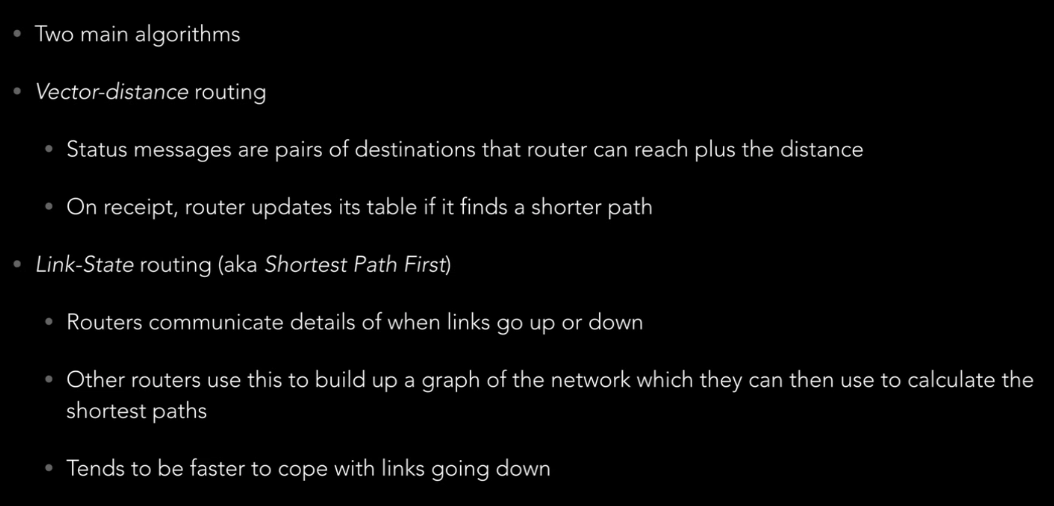 • Two main algorithms
• Vector-distance routing
• Status messages are pairs of destinations that router can reach plus the distance
• On receipt, router updates its table if it finds a shorter path
• Link-State routing (aka Shortest Path First)
• Routers communicate details of when links go up or down
• Other routers use this to build up a graph of the network which they can then use to calculate the
shortest paths
• Tends to be faster to cope with links going down